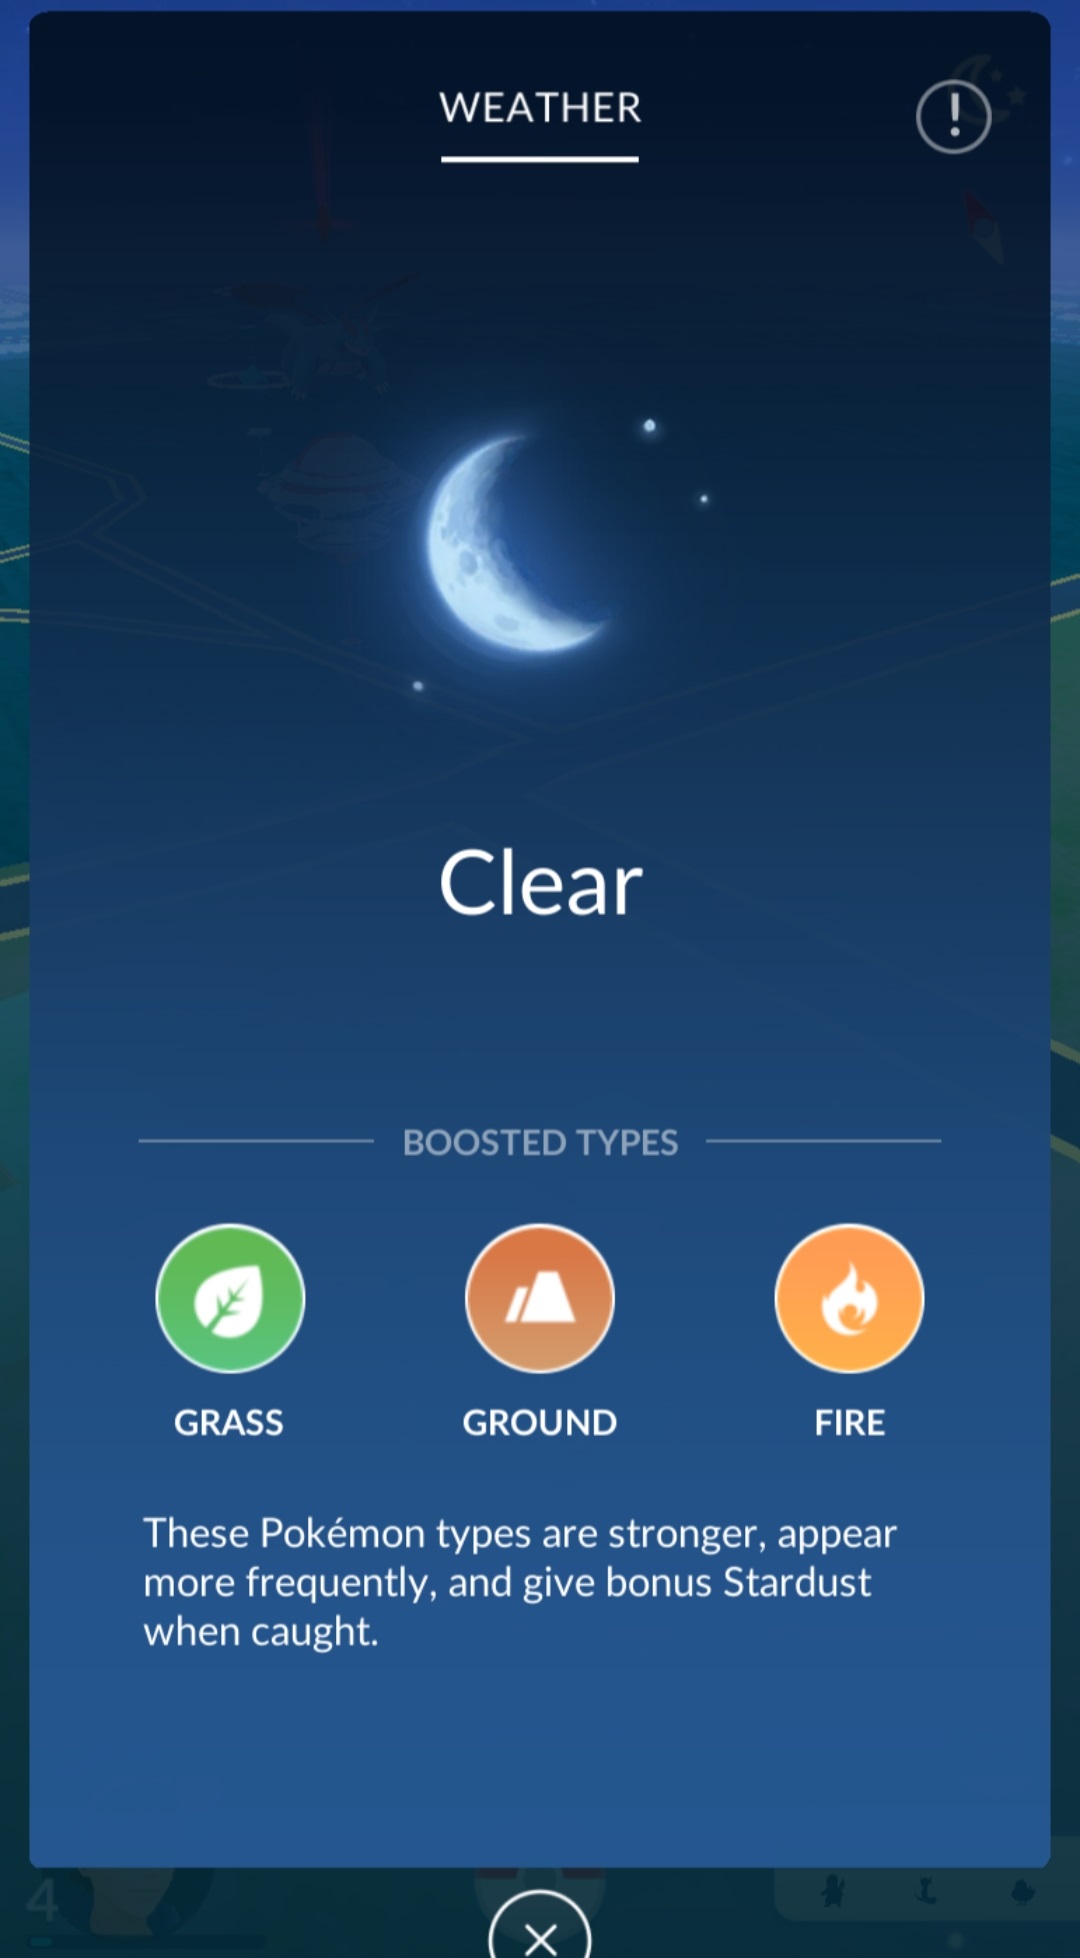 WEATHER
!
Clear
BOOSTED TYPES
GRASS GROUND FIRE
These Pokémon types are stronger, appear
more frequently, and give bonus Stardust
when caught.
4